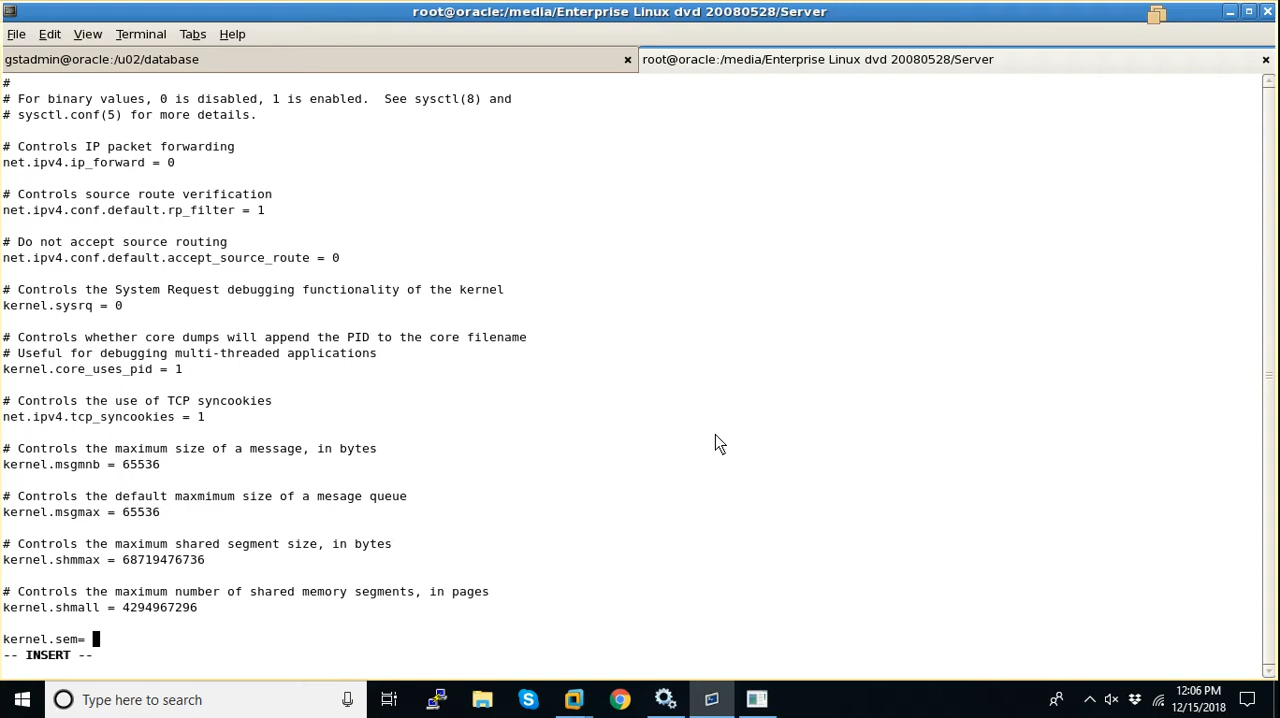 root@oracle:/media/Enterprise Linux dvd 20080528/Server
File Edit View Terminal Tabs Help
gstadmin@oracle:/u02/database
root@oracle:/media/Enterprise Linux dvd 20080528/Server
#
# For binary values, 0 is disabled, 1 is enabled.  See sysctl(8) and
# sysctl.conf(5) for more details.
# Controls IP packet forwarding
net.ipv4.ip_forward = 0
# Controls source route verification
net.ipv4.conf.default.rp_filter = 1
# Do not accept source routing
net.ipv4.conf.default.accept_source_route = 0
# Controls the System Request debugging functionality of the kernel
kernel.sysrq = 0
# Controls whether core dumps will append the PID to the core filename
# Useful for debugging multi-threaded applications
kernel.core_uses_pid = 1
# Controls the use of TCP syncookies
net.ipv4.tcp_syncookies = 1
# Controls the maximum size of a message, in bytes
kernel.msgmnb = 65536
# Controls the default maxmimum size of a mesage queue
kernel.msgmax = 65536
# Controls the maximum shared segment size, in bytes
kernel.shmmax = 68719476736
# Controls the maximum number of shared memory segments, in pages
kernel.shmall = 4294967296
kernel.sem=
-- INSERT --
Type here to search
12:06 PM
12/15/2018